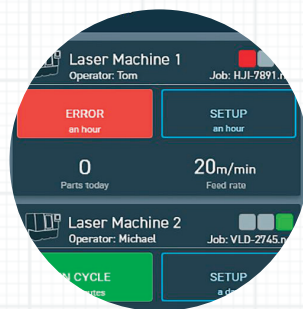 Laser Machine 1
Operator: Tom Job: HJI-7891.
ERROR SETUP
an hour an hour
0 20m/min
Parts today Feed rate
Laser Machine 2
Operator: Michael Job: VLD-2745.n
CYCLE SETUP